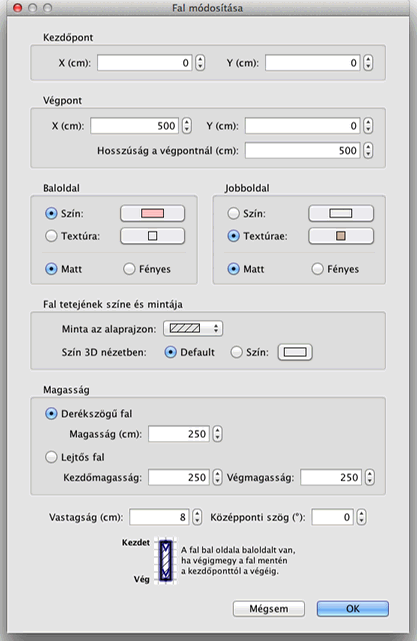 Fal módosítása
Kezdőpont
X (cm): 0 Y (cm): 0
Végpont
X (cm): 500 Y (cm): 0
Hosszúság a végpontnál (cm): 500
Baloldal Jobboldal
Szín: Szín:
Textúra: Textúrae:
Matt Fényes Matt Fényes
Fal tetejének színe és mintája
Minta az alaprajzon:
Szín 3D nézetben: Default Szín:
Magasság
Derékszögű fal
Magasság (cm): 250
Lejtős fal
Kezdőmagasság: 250 Végmagasság: 250
Vastagság (cm): 8 Középponti szög (°): 0
Kezdet
A fal bal oldala baloldalt van,
ha végigmegy a fal mentén
a kezdőponttól a végéig.
Vég
Mégsem OK